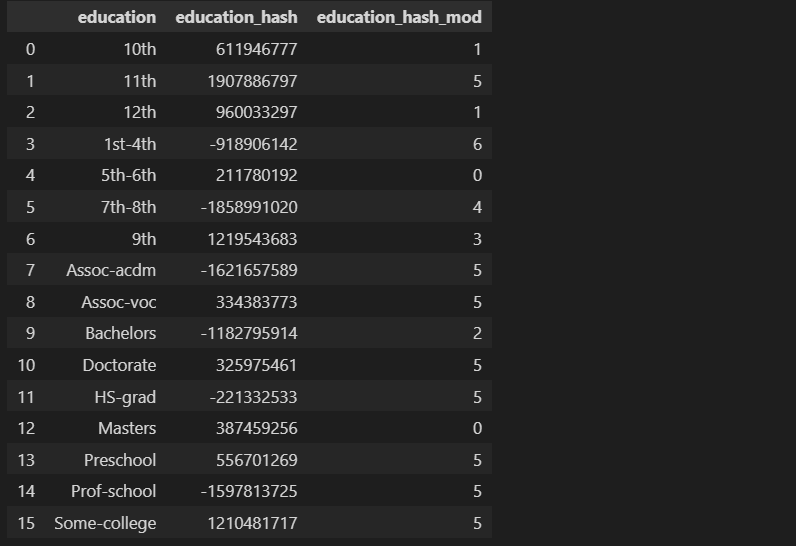 education education_hash education_hash_mod
0 10th 611946777 1
1 11th 1907886797 5
2 12th 960033297 1
3 1st-4th -918906142 6
4 5th-6th 211780192 0
5 7th-8th -1858991020 4
6 9th 1219543683 3
7 Assoc-acdm -1621657589 5
8 Assoc-voc 334383773 5
9 Bachelors -1182795914 2
10 Doctorate 325975461 5
11 HS-grad -221332533 5
12 Masters 387459256 0
13 Preschool 556701269 5
14 Prof-school -1597813725 5
15 Some-college 1210481717 5